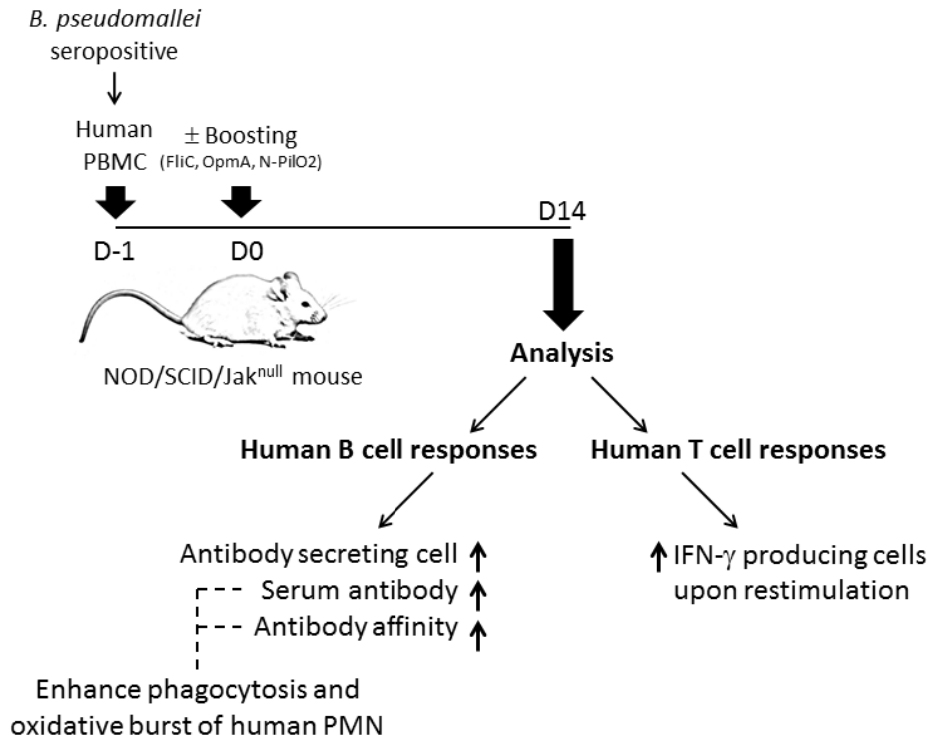 B. pseudomallei
seropositive
Human
PBMC
± Boosting
(FliC, OpmA, N-PilO2)
D-1
D0
D14
NOD/SCID/Jak^null mouse
Analysis
Human B cell responses
Human T cell responses
Antibody secreting cell ↑
Serum antibody ↑
Antibody affinity ↑
↑ IFN-γ producing cells
upon restimulation
Enhance phagocytosis and
oxidative burst of human PMN